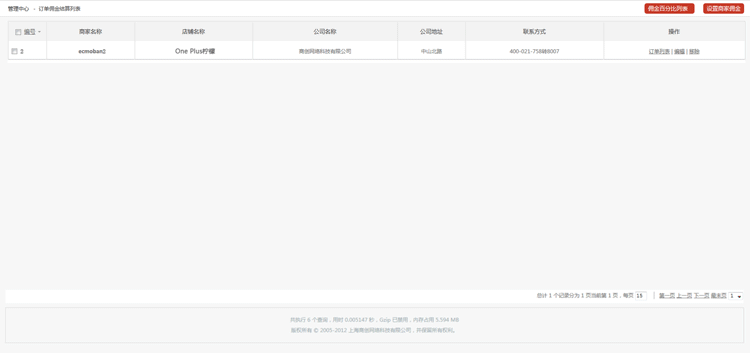 管理中心 - 订单佣金结算列表
佣金百分比列表 设置商家佣金
编号 商家名称 店铺名称 公司名称 公司地址 联系方式 操作
2 ecmoban2 One Plus柠檬 商创网络科技有限公司 中山北路 400-021-758转8007 订单列表 | 编辑 | 移除
总计 1 个记录分为 1 页当前第 1 页，每页 15 | 第一页 上一页 下一页 最末页 1
共执行 6 个查询，用时 0.005147 秒，Gzip 已禁用，内存占用 5.594 MB
版权所有 © 2005-2012 上海商创网络科技有限公司，并保留所有权利。